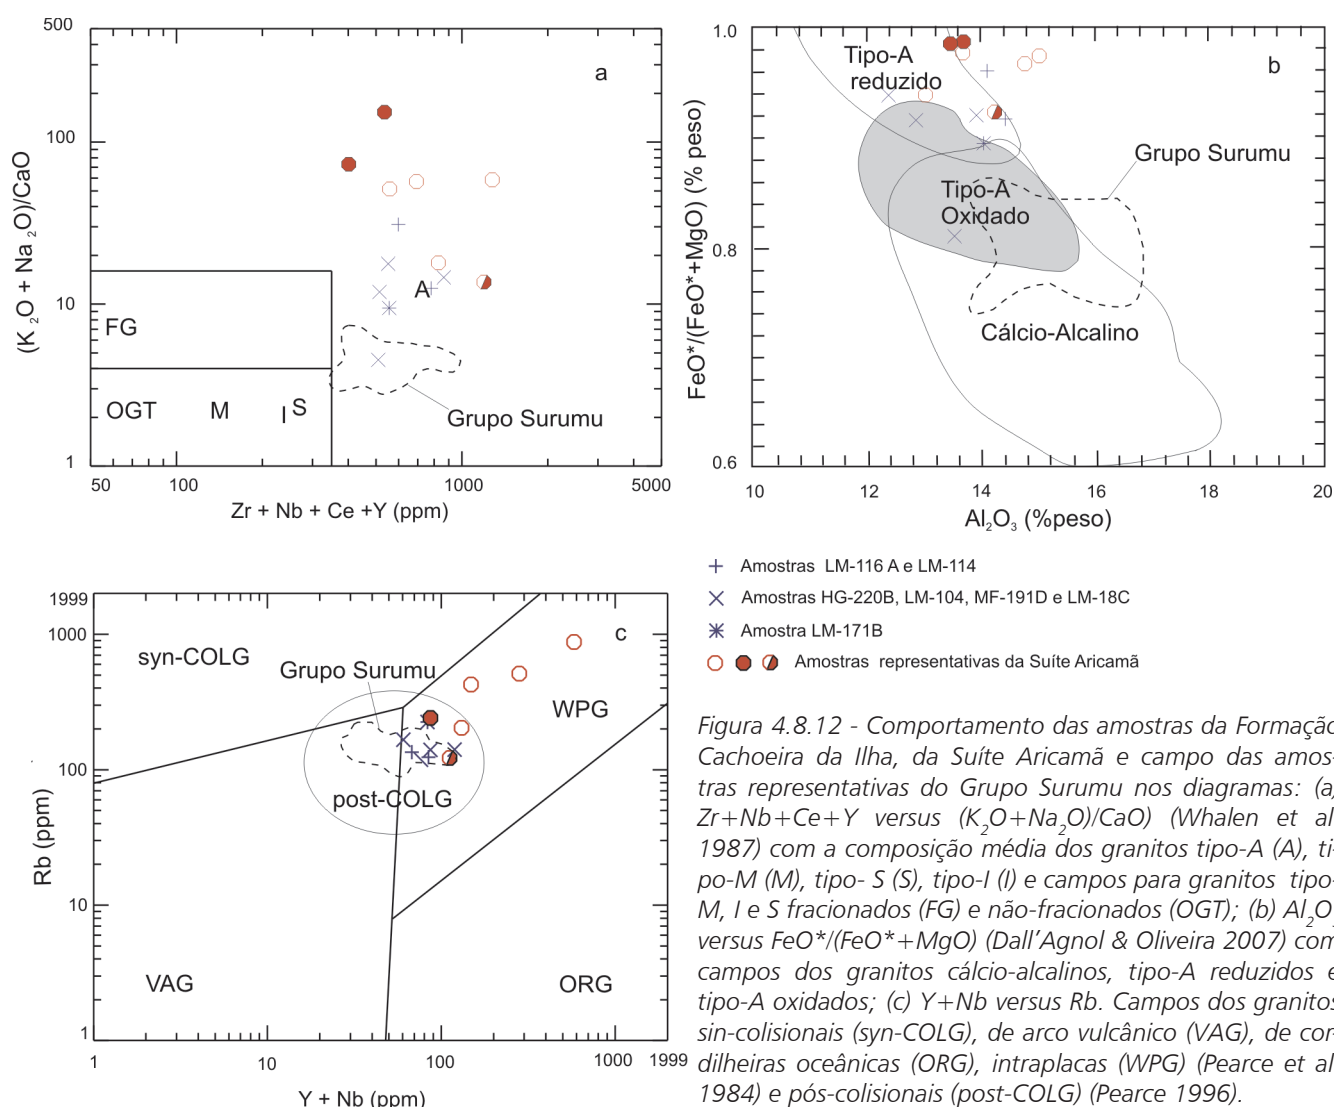 500
100
10
1
(K2O + Na2O)/CaO
a
A
FG
OGT M I S
Grupo Surumu
50 100 1000 5000
Zr + Nb + Ce +Y (ppm)
1.0
0.8
0.6
FeO*/(FeO*+MgO) (% peso)
b
Tipo-A
reduzido
Grupo Surumu
Tipo-A
Oxidado
Cálcio-Alcalino
10 12 14 16 18 20
Al2O3 (%peso)
Amostras LM-116 A e LM-114
Amostras HG-220B, LM-104, MF-191D e LM-18C
Amostra LM-171B
Amostras representativas da Suíte Aricamã
1999
1000
100
10
1
Rb (ppm)
c
syn-COLG
Grupo Surumu
WPG
post-COLG
VAG
ORG
1 10 100 1000 1999
Y + Nb (ppm)
Figura 4.8.12 - Comportamento das amostras da Formação
Cachoeira da Ilha, da Suíte Aricamã e campo das amos-
tras representativas do Grupo Surumu nos diagramas: (a)
Zr+Nb+Ce+Y versus (K2O+Na2O)/CaO) (Whalen et al
1987) com a composição média dos granitos tipo-A (A), ti-
po-M (M), tipo- S (S), tipo-I (I) e campos para granitos tipo-
M, I e S fracionados (FG) e não-fracionados (OGT); (b) Al2O3
versus FeO*/(FeO*+MgO) (Dall'Agnol & Oliveira 2007) com
campos dos granitos cálcio-alcalinos, tipo-A reduzidos e
tipo-A oxidados; (c) Y+Nb versus Rb. Campos dos granitos
sin-colisionais (syn-COLG), de arco vulcânico (VAG), de cor-
dilheiras oceânicas (ORG), intraplacas (WPG) (Pearce et al
1984) e pós-colisionais (post-COLG) (Pearce 1996).